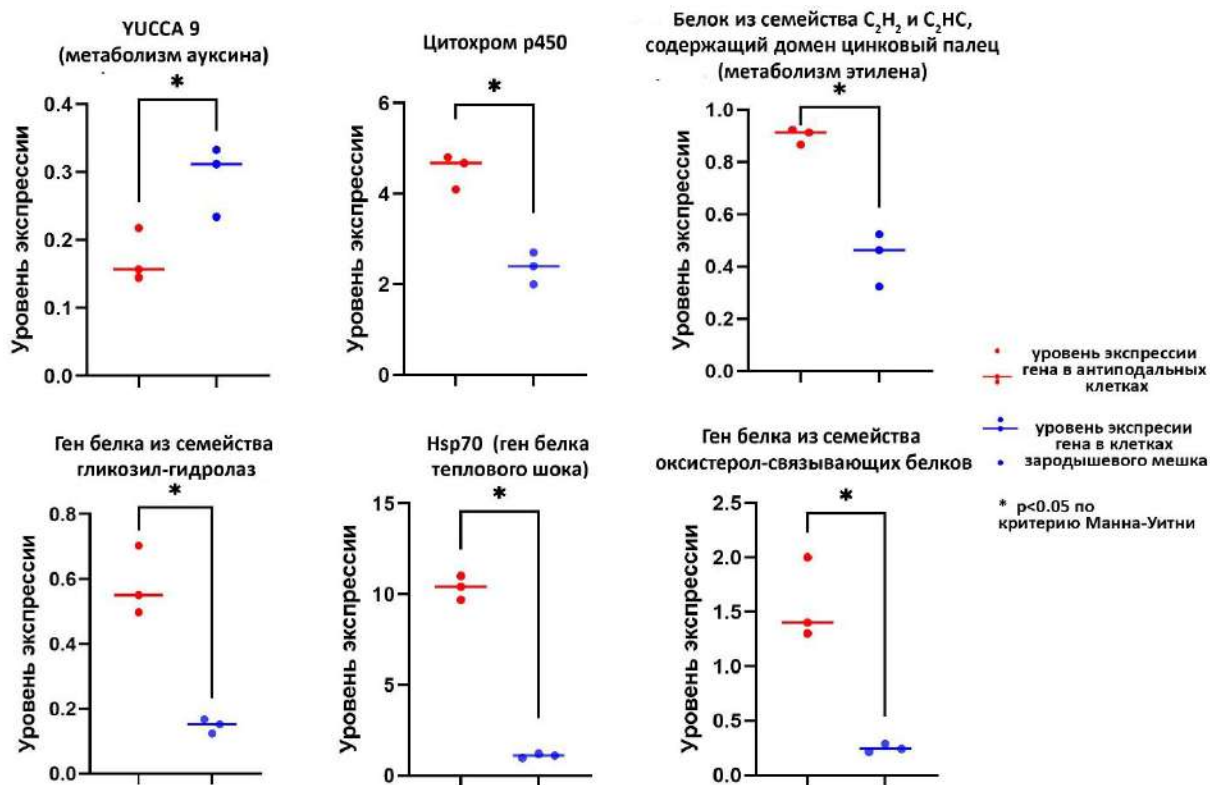 YUCCA 9
(метаболизм ауксина)
*
Уровень экспрессии
0.4
0.3
0.2
0.1
0.0
Цитохром р450
*
Уровень экспрессии
6
4
2
0
Белок из семейства C2H2 и C2HC,
содержащий домен цинковый палец
(метаболизм этилена)
*
Уровень экспрессии
1.0
0.8
0.6
0.4
0.2
0.0
уровень экспрессии
гена в антиподальных
клетках
уровень экспресии
гена в клетках
зародышевого мешка
* p<0.05 по
критерию Манна-Уитни
Ген белка из семейства
гликозил-гидролаз
*
Уровень экспрессии
0.8
0.6
0.4
0.2
0.0
Hsp70 (ген белка
теплового шока)
*
Уровень экспрессии
15
10
5
0
Ген белка из семейства
оксистерол-связывающих белков
*
Уровень экспрессии
2.5
2.0
1.5
1.0
0.5
0.0